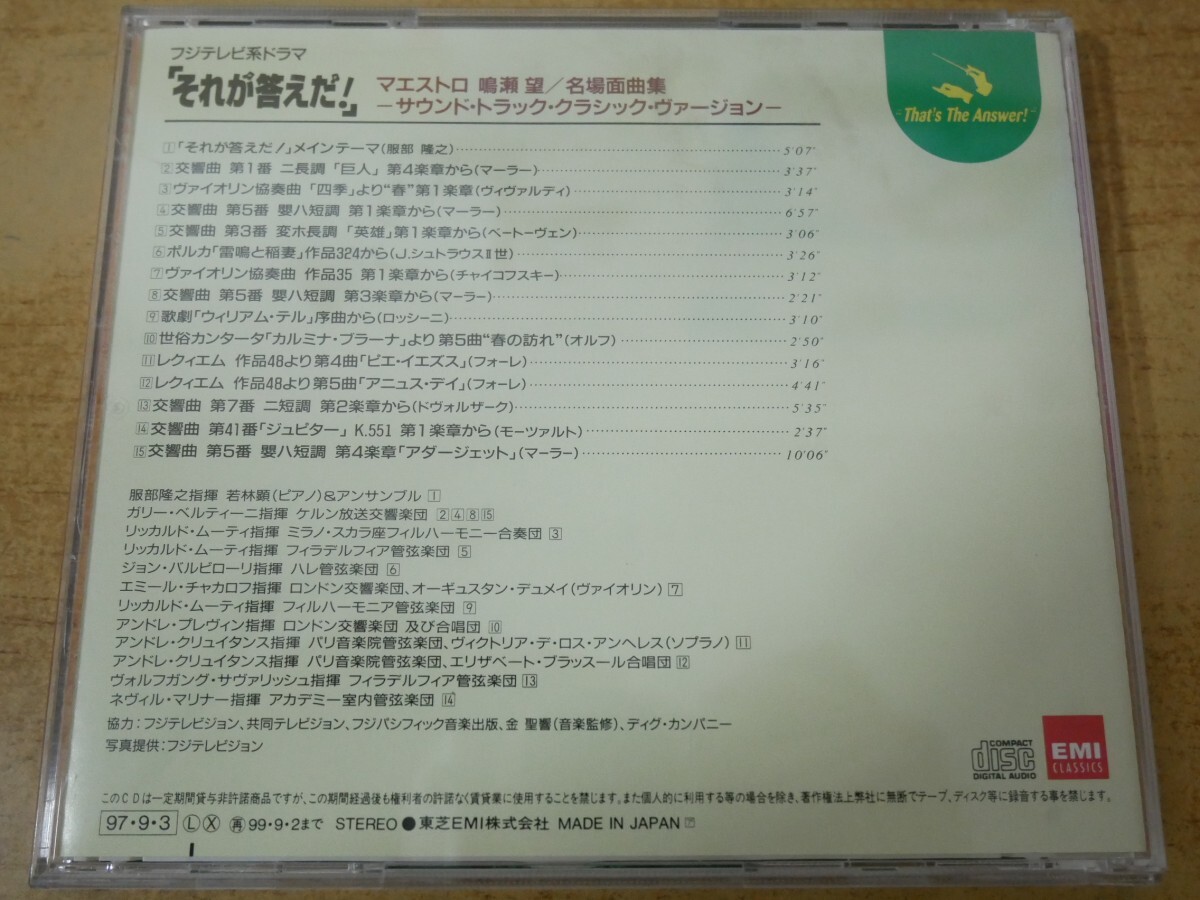 フジテレビ系ドラマ
「それが答えだ!」
マエストロ 鳴瀬 望/名場面曲集
ーサウンド・トラック・クラシック・ヴァージョンー
That's The Answer!
1 「それが答えだ!」メインテーマ(服部 隆之) 5'07"
2 交響曲 第1番 ニ長調 「巨人」 第4楽章から(マーラー) 3'37"
3 ヴァイオリン協奏曲 「四季」より“春”第1楽章(ヴィヴァルディ) 3'14"
4 交響曲 第5番 嬰ハ短調 第1楽章から(マーラー) 6'57"
5 交響曲 第3番 変ホ長調 「英雄」第1楽章から(ベートーヴェン) 3'06"
6 ポルカ「雷鳴と稲妻」作品324から(J.シュトラウスⅡ世) 3'26"
7 ヴァイオリン協奏曲 作品35 第1楽章から(チャイコフスキー) 3'12"
8 交響曲 第5番 嬰ハ短調 第3楽章から(マーラー) 2'21"
9 歌劇「ウィリアム・テル」序曲から(ロッシーニ) 3'10"
10 世俗カンタータ「カルミナ・ブラーナ」より第5曲“春の訪れ”(オルフ) 2'50"
11 レクィエム 作品48より第4曲「ピエ・イエズス」(フォーレ) 3'16"
12 レクィエム 作品48より第5曲「アニュス・デイ」(フォーレ) 4'41"
13 交響曲 第7番 ニ短調 第2楽章から(ドヴォルザーク) 5'35"
14 交響曲 第41番「ジュピター」 K.551 第1楽章から(モーツァルト) 2'37"
15 交響曲 第5番 嬰ハ短調 第4楽章「アダージェット」(マーラー) 10'06"
服部隆之指揮 若林顕(ピアノ)&アンサンブル 1
ガリー・ベルティーニ指揮 ケルン放送交響楽団 2 4 8 15
リッカルド・ムーティ指揮 ミラノ・スカラ座フィルハーモニー合奏団 3
リッカルド・ムーティ指揮 フィラデルフィア管弦楽団 5
ジョン・バルビローリ指揮 ハレ管弦楽団 6
エミール・チャカロフ指揮 ロンドン交響楽団、オーギュスタン・デュメイ(ヴァイオリン) 7
リッカルド・ムーティ指揮 フィルハーモニア管弦楽団 9
アンドレ・プレヴィン指揮 ロンドン交響楽団 及び合唱団 10
アンドレ・クリュイタンス指揮 パリ音楽院管弦楽団、ヴィクトリア・デ・ロス・アンヘレス(ソプラノ) 11
アンドレ・クリュイタンス指揮 パリ音楽院管弦楽団、エリザベート・ブラッスール合唱団 12
ヴォルフガング・サヴァリッシュ指揮 フィラデルフィア管弦楽団 13
ネヴィル・マリナー指揮 アカデミー室内管弦楽団 14
協力:フジテレビジョン、共同テレビジョン、フジパシフィック音楽出版、金 聖響(音楽監修)、ディグ・カンパニー
写真提供:フジテレビジョン
COMPACT
disc
DIGITAL AUDIO
EMI
CLASSICS
このCDは一定期間貸与非許諾商品ですが、この期間経過後も権利者の許諾なく賃貸業に使用することを禁じます。また個人的に利用する等の場合を除き、著作権法上弊社に無断でテープ、ディスク等に録音する事を禁じます。
97・9・3 Ⓛ Ⓧ 再 99・9・2まで STEREO ● 東芝EMI株式会社 MADE IN JAPAN